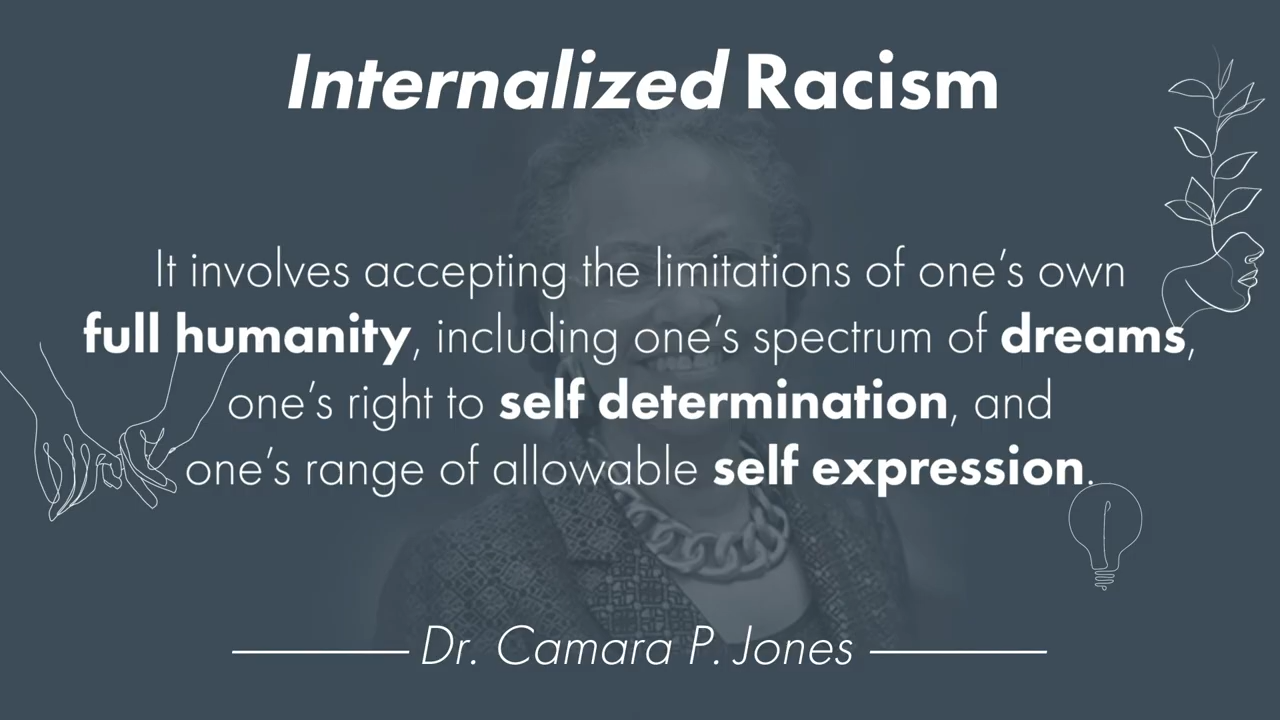 Internalized Racism
It involves accepting the limitations of one’s own
full humanity, including one’s spectrum of dreams,
one’s right to self determination, and
one’s range of allowable self expression.
Dr. Camara P. Jones